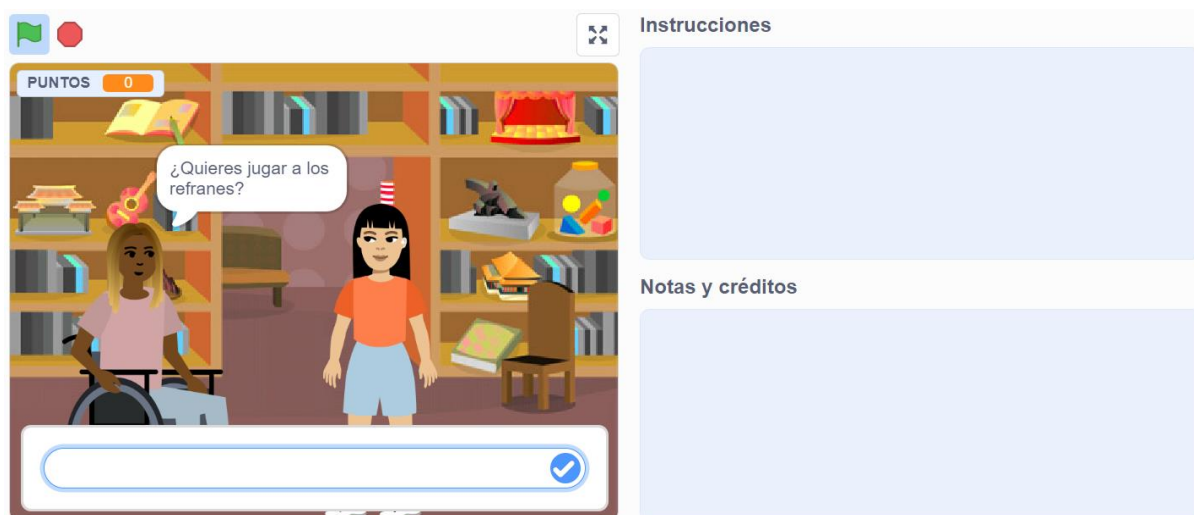 Instrucciones
PUNTOS 0
¿Quieres jugar a los
refranes?
Notas y créditos